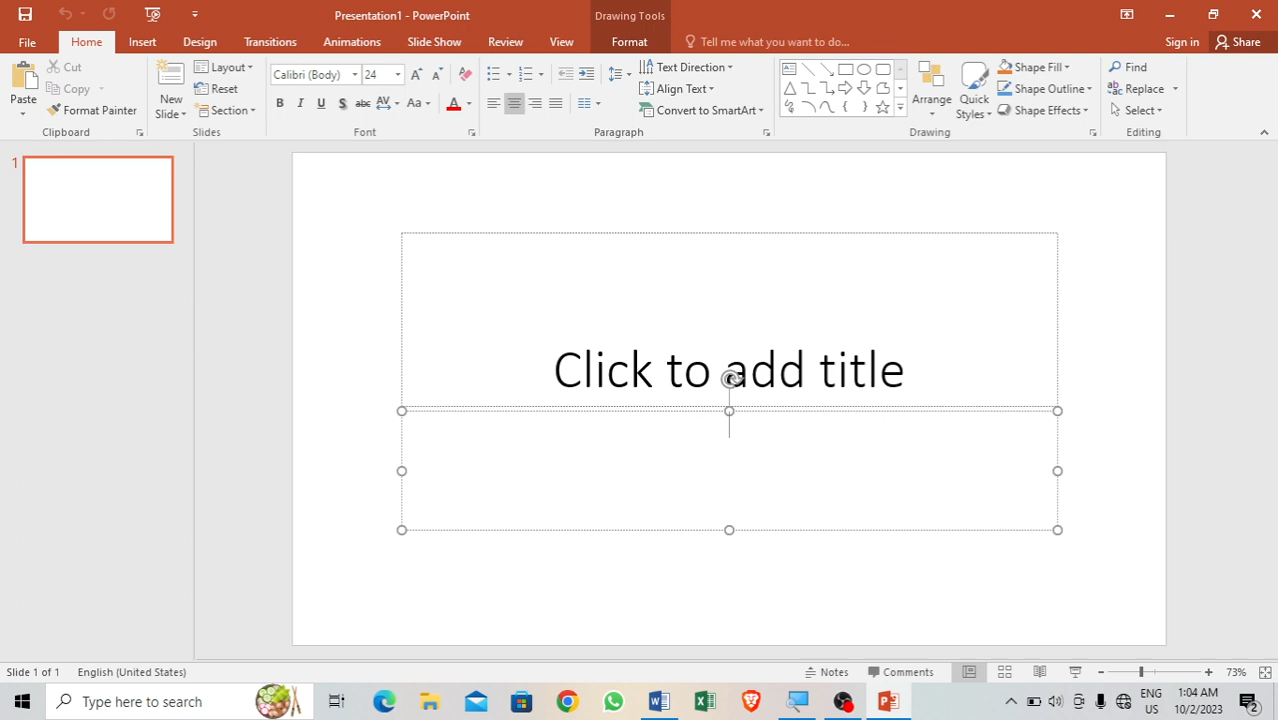 Presentation1 - PowerPoint
Drawing Tools
File Home Insert Design Transitions Animations Slide Show Review View Format Tell me what you want to do... Sign in Share
Paste
Cut
Copy
Format Painter
Clipboard
New Slide
Layout
Reset
Section
Slides
Calibri (Body) 24
B I U S abc AV Aa A
Font
Text Direction
Align Text
Convert to SmartArt
Paragraph
Arrange
Quick Styles
Shape Fill
Shape Outline
Shape Effects
Drawing
Find
Replace
Select
Editing
1
Click to add title
Slide 1 of 1 English (United States) Notes Comments 73%
Type here to search
ENG
US
1:04 AM
10/2/2023
2